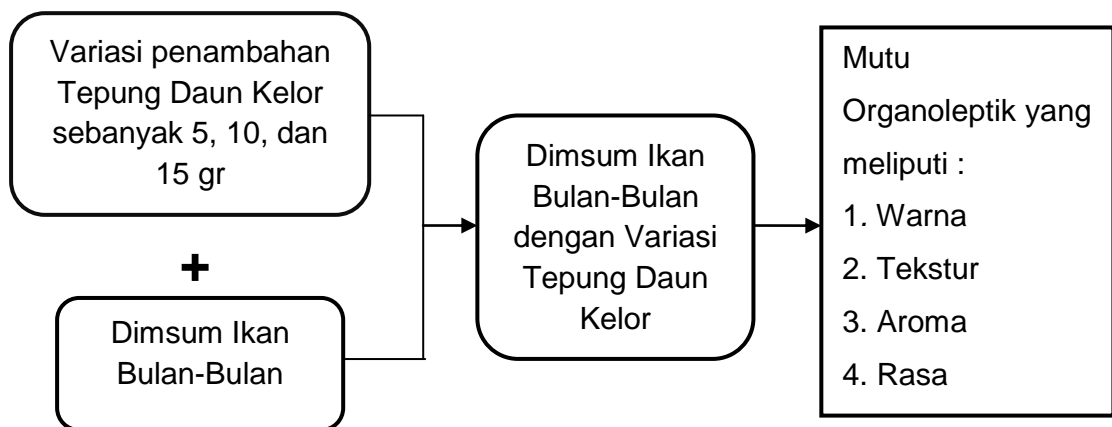 Variasi penambahan
Tepung Daun Kelor
sebanyak 5, 10, dan
15 gr
+
Dimsum Ikan
Bulan-Bulan
Dimsum Ikan
Bulan-Bulan
dengan Variasi
Tepung Daun
Kelor
Mutu
Organoleptik yang
meliputi :
1. Warna
2. Tekstur
3. Aroma
4. Rasa